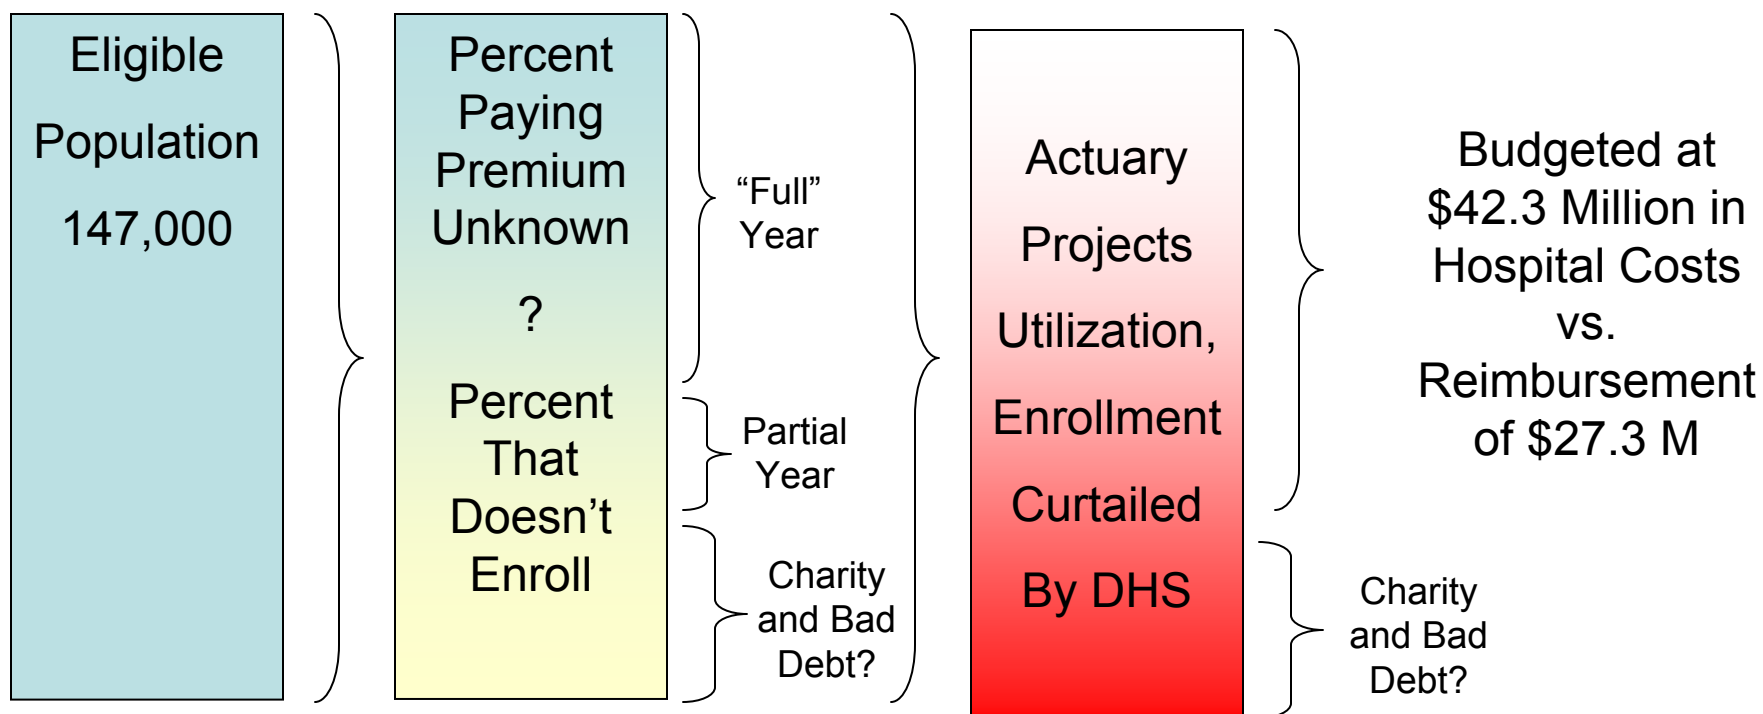 Eligible
Population
147,000
Percent
Paying
Premium
Unknown
?
Percent
That
Doesn’t
Enroll
“Full”
Year
Partial
Year
Charity
and Bad
Debt?
Actuary
Projects
Utilization,
Enrollment
Curtailed
By DHS
Budgeted at
$42.3 Million in
Hospital Costs
vs.
Reimbursement
of $27.3 M
Charity
and Bad
Debt?